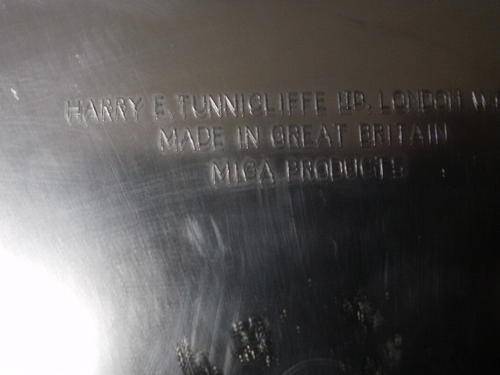 HARRY E. TUNNICLIFFE LTD. LONDON W.
MADE IN GREAT BRITAIN
MICA PRODUCTS